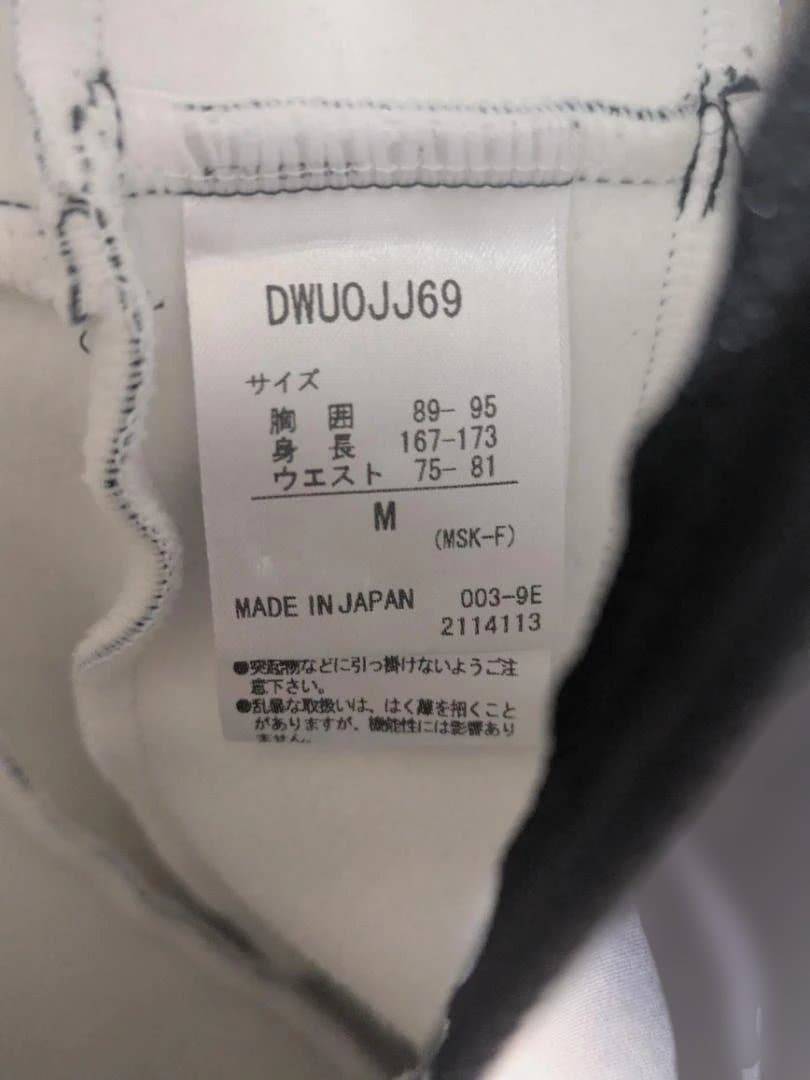 DWUOJJ69
サイズ
胸囲 89-95
身長 167-173
ウエスト 75-81
M
(MSK-F)
MADE IN JAPAN 003-9E
2114113
●突起物などに引っ掛けないようご注
意下さい。
●乱暴な取扱いは、はく離を招くこと
がありますが、機能性には影響あり
ません。